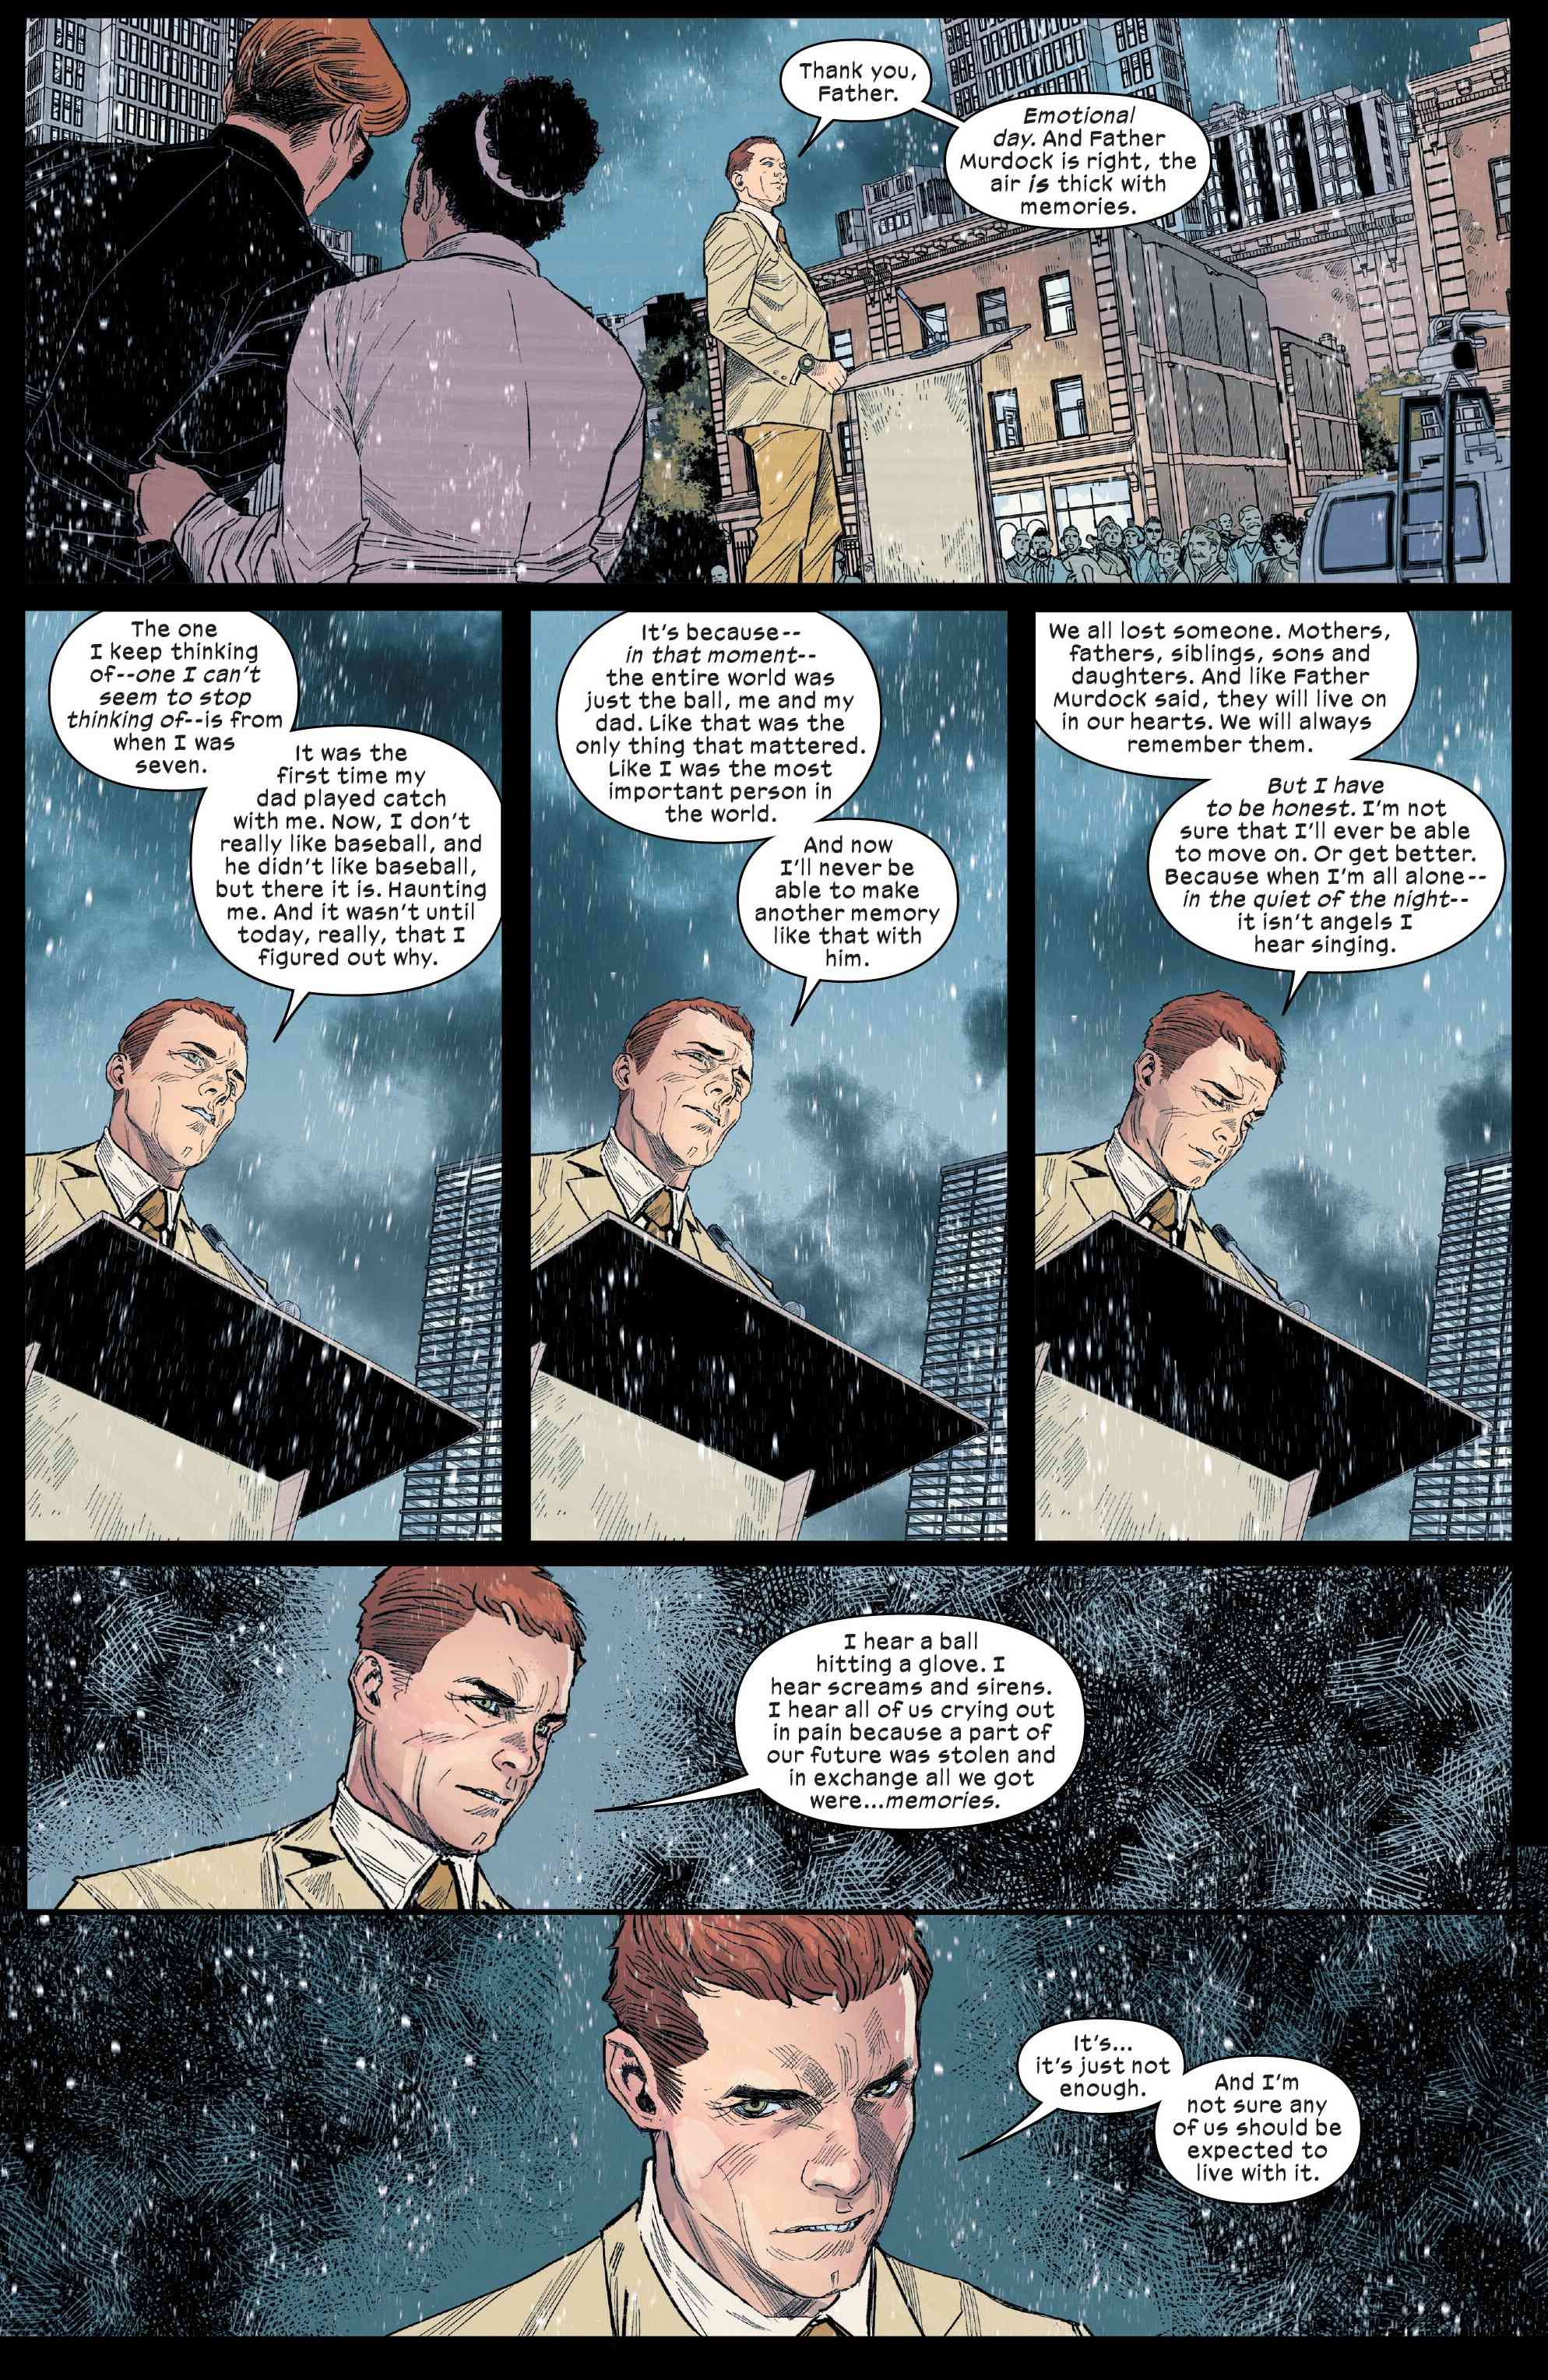 Thank you,
Father.
Emotional
day. And Father
Murdock is right, the
air is thick with
memories.
The one
I keep thinking
of--one I can't
seem to stop
thinking of--is from
when I was
seven.
It was the
first time my
dad played catch
with me. Now, I don't
really like baseball, and
he didn't like baseball,
but there it is. Haunting
me. And it wasn't until
today, really, that I
figured out why.
It's because--
in that moment--
the entire world was
just the ball, me and my
dad. Like that was the
only thing that mattered.
Like I was the most
important person in
the world.
And now
I'll never be
able to make
another memory
like that with
him.
We all lost someone. Mothers,
fathers, siblings, sons and
daughters. And like Father
Murdock said, they will live on
in our hearts. We will always
remember them.
But I have
to be honest. I'm not
sure that I'll ever be able
to move on. Or get better.
Because when I'm all alone--
in the quiet of the night--
it isn't angels I
hear singing.
I hear a ball
hitting a glove. I
hear screams and sirens.
I hear all of us crying out
in pain because a part of
our future was stolen and
in exchange all we got
were...memories.
It's...
it's just not
enough.
And I'm
not sure any
of us should be
expected to
live with it.